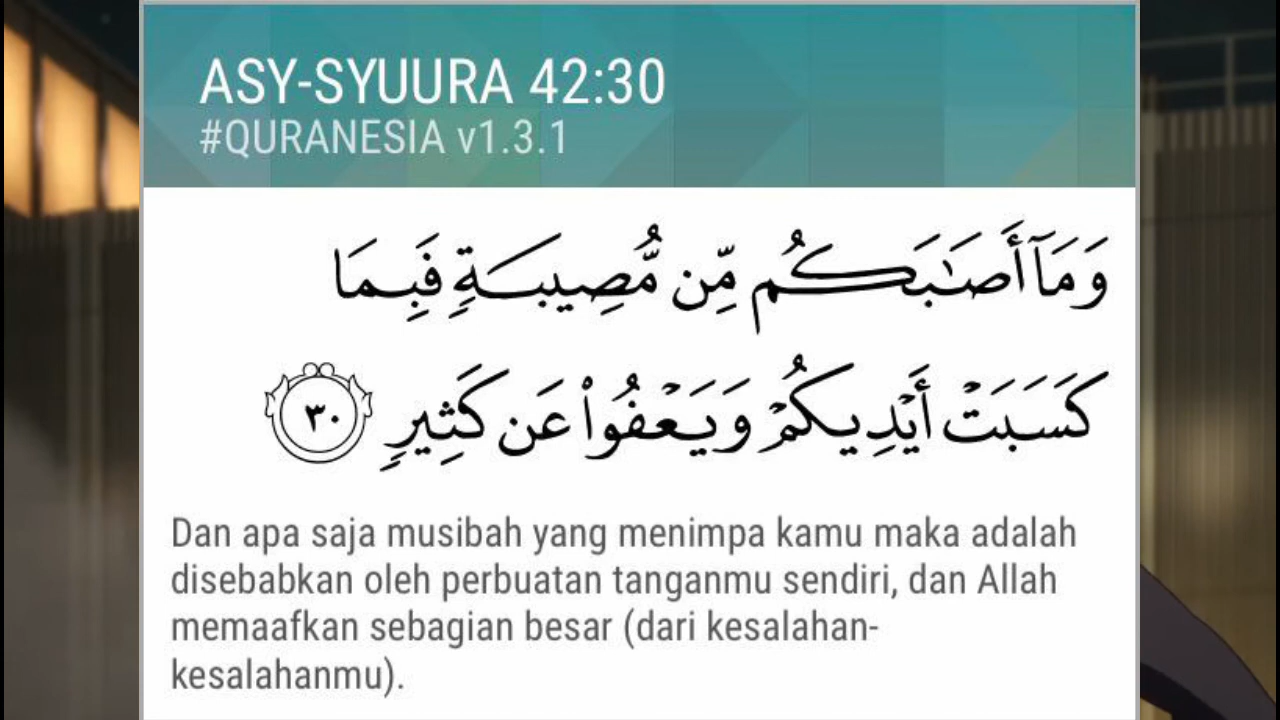 ASY-SYUURA 42:30
#QURANESIA v1.3.1
وَمَآ أَصَـٰبَكُم مِّن مُّصِيبَةٍ فَبِمَا
كَسَبَتْ أَيْدِيكُمْ وَيَعْفُوا۟ عَن كَثِيرٍ ٣٠
Dan apa saja musibah yang menimpa kamu maka adalah
disebabkan oleh perbuatan tanganmu sendiri, dan Allah
memaafkan sebagian besar (dari kesalahan-
kesalahanmu).